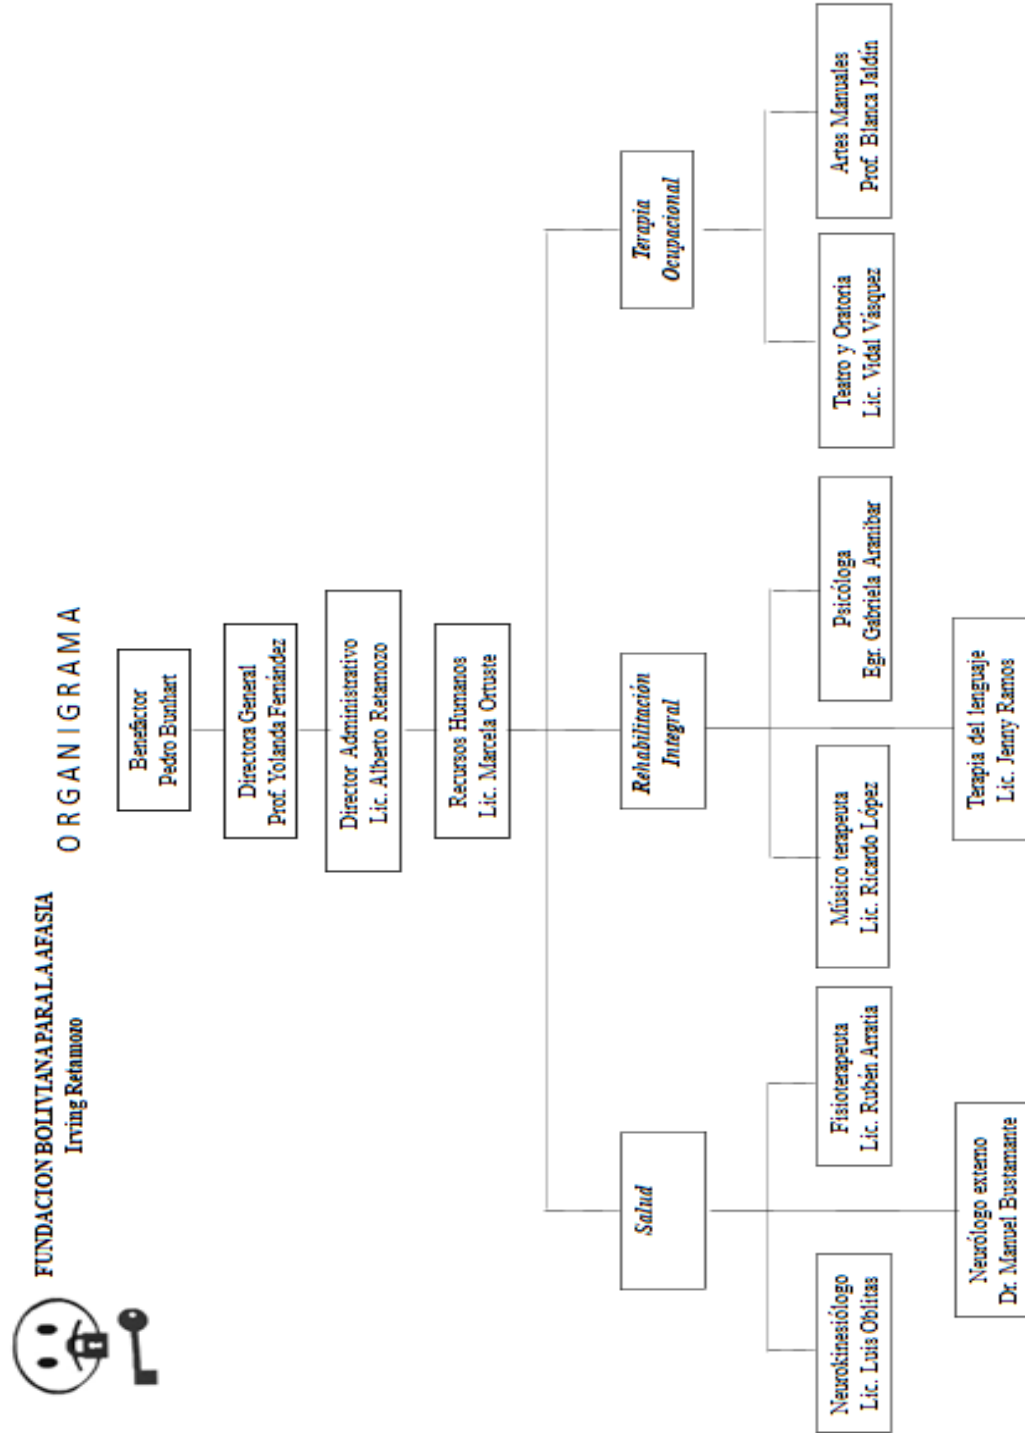 FUNDACION BOLIVIANA PARA LA AFASIA
Irving Retamozo
ORGANIGRAMA
Benefactor
Pedro Bunhart
Directora General
Prof. Yolanda Fernández
Director Administrativo
Lic. Alberto Retamozo
Recursos Humanos
Lic. Marcela Ortuste
Salud
Rehabilitación
Integral
Terapia
Ocupacional
Neurokinesiólogo
Lic. Luis Oblitas
Fisioterapeuta
Lic. Rubén Arratia
Músico terapeuta
Lic. Ricardo López
Psicóloga
Egr. Gabriela Aranibar
Teatro y Oratoria
Lic. Vidal Vásquez
Artes Manuales
Prof. Blanca Jaldín
Neurólogo externo
Dr. Manuel Bustamante
Terapia del lenguaje
Lic. Jenny Ramos